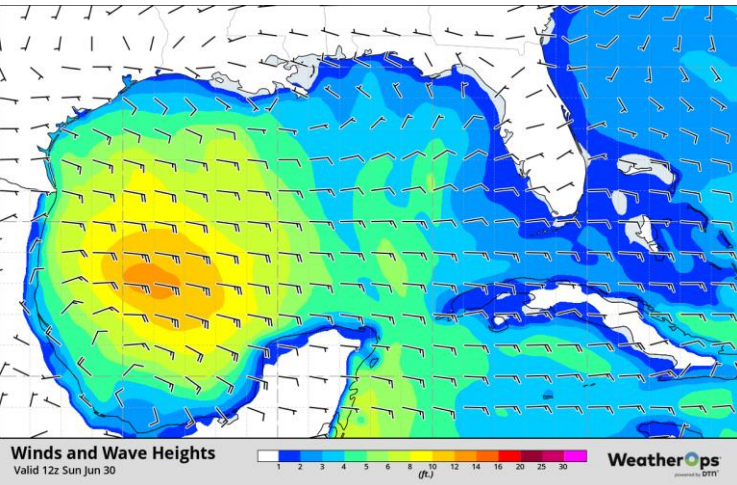 Winds and Wave Heights
Valid 12z Sun Jun 30
1 2 3 4 5 6 8 10 12 14 16 20 25 30
(ft.)
WeatherOps
powered by DTN